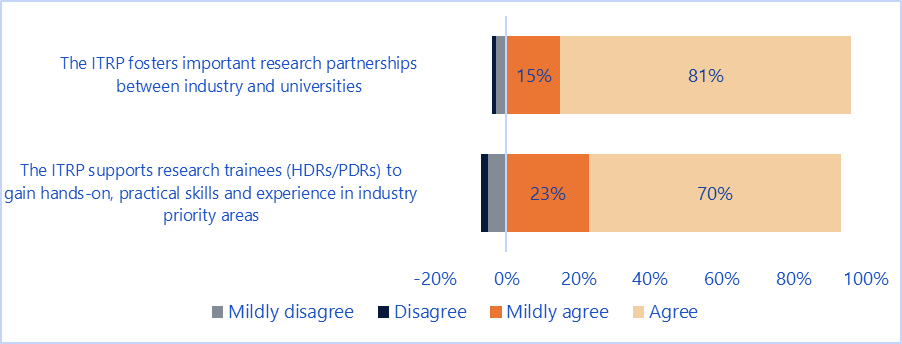 The ITRP fosters important research partnerships
between industry and universities
15%
81%
The ITRP supports research trainees (HDRs/PDRs) to
gain hands-on, practical skills and experience in industry
priority areas
23%
70%
-20% 0% 20% 40% 60% 80% 100%
Mildly disagree Disagree Mildly agree Agree